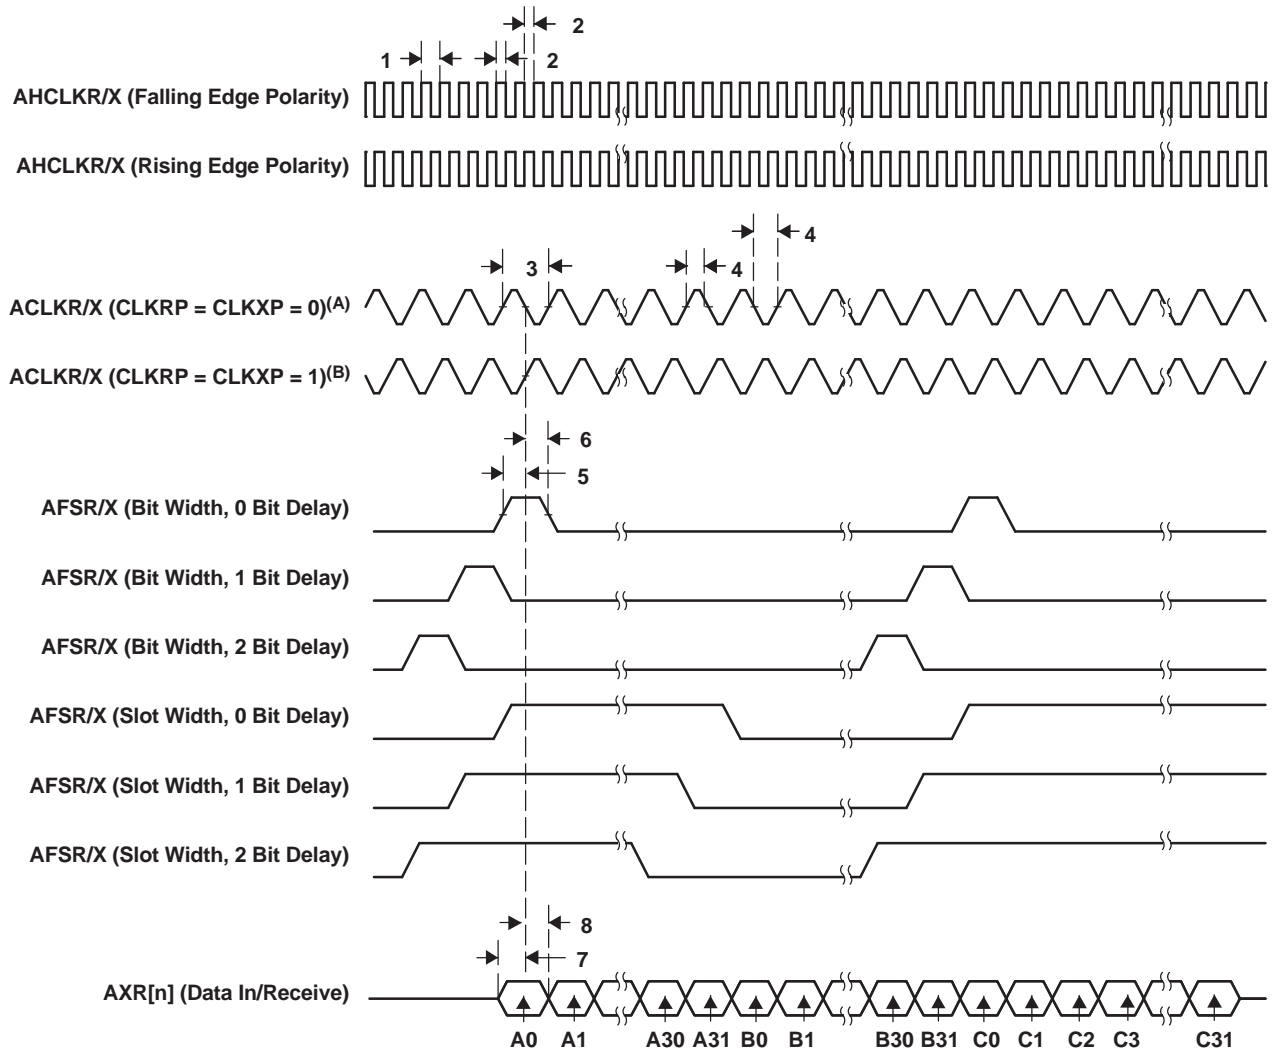 2
1
2
AHCLKR/X (Falling Edge Polarity)
AHCLKR/X (Rising Edge Polarity)
4
3
4
ACLKR/X (CLKRP = CLKXP = 0)(A)
ACLKR/X (CLKRP = CLKXP = 1)(B)
6
5
AFSR/X (Bit Width, 0 Bit Delay)
AFSR/X (Bit Width, 1 Bit Delay)
AFSR/X (Bit Width, 2 Bit Delay)
AFSR/X (Slot Width, 0 Bit Delay)
AFSR/X (Slot Width, 1 Bit Delay)
AFSR/X (Slot Width, 2 Bit Delay)
8
7
AXR[n] (Data In/Receive)
A0 A1 A30 A31 B0 B1 B30 B31 C0 C1 C2 C3 C31